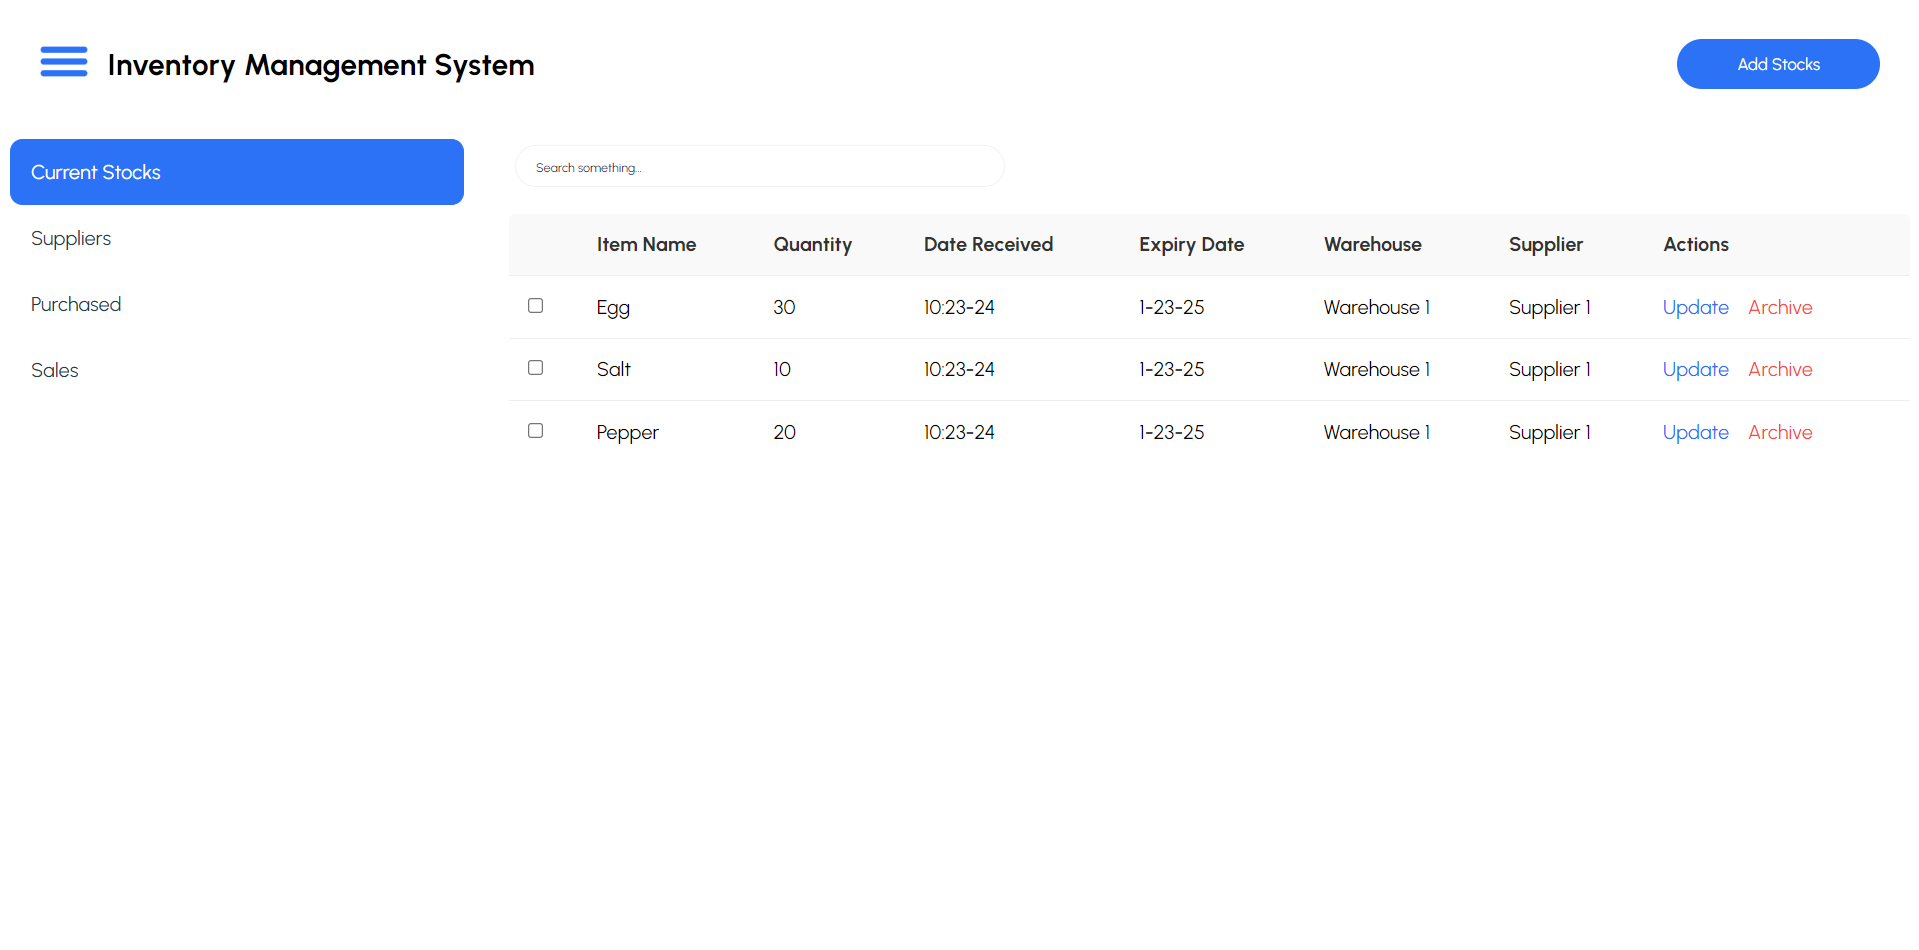 Inventory Management System
Add Stocks
Current Stocks
Suppliers
Purchased
Sales
Search something...
Item Name Quantity Date Received Expiry Date Warehouse Supplier Actions
Egg 30 10:23-24 1-23-25 Warehouse 1 Supplier 1 Update Archive
Salt 10 10:23-24 1-23-25 Warehouse 1 Supplier 1 Update Archive
Pepper 20 10:23-24 1-23-25 Warehouse 1 Supplier 1 Update Archive